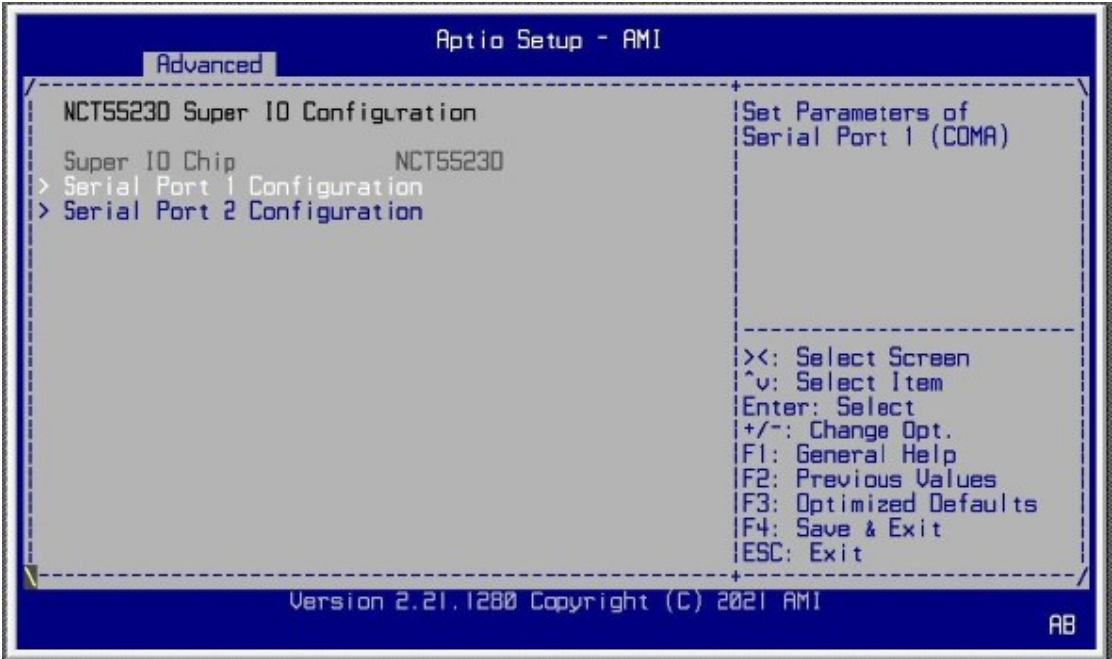 Aptio Setup - AMI
Advanced
NCT5523D Super IO Configuration
Super IO Chip NCT5523D
> Serial Port 1 Configuration
> Serial Port 2 Configuration
Set Parameters of
Serial Port 1 (COMA)
><: Select Screen
^v: Select Item
Enter: Select
+/-: Change Opt.
F1: General Help
F2: Previous Values
F3: Optimized Defaults
F4: Save & Exit
ESC: Exit
Version 2.21.1280 Copyright (C) 2021 AMI
AB